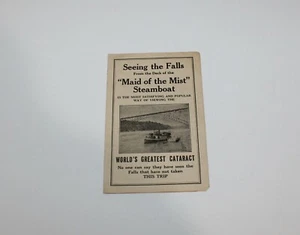 Seeing the Falls
From the Deck of the
"Maid of the Mist"
Steamboat
IS THE MOST SATISFYING AND POPULAR
WAY OF VIEWING THE
WORLD'S GREATEST CATARACT
No one can say they have seen the
Falls that have not taken
THIS TRIP